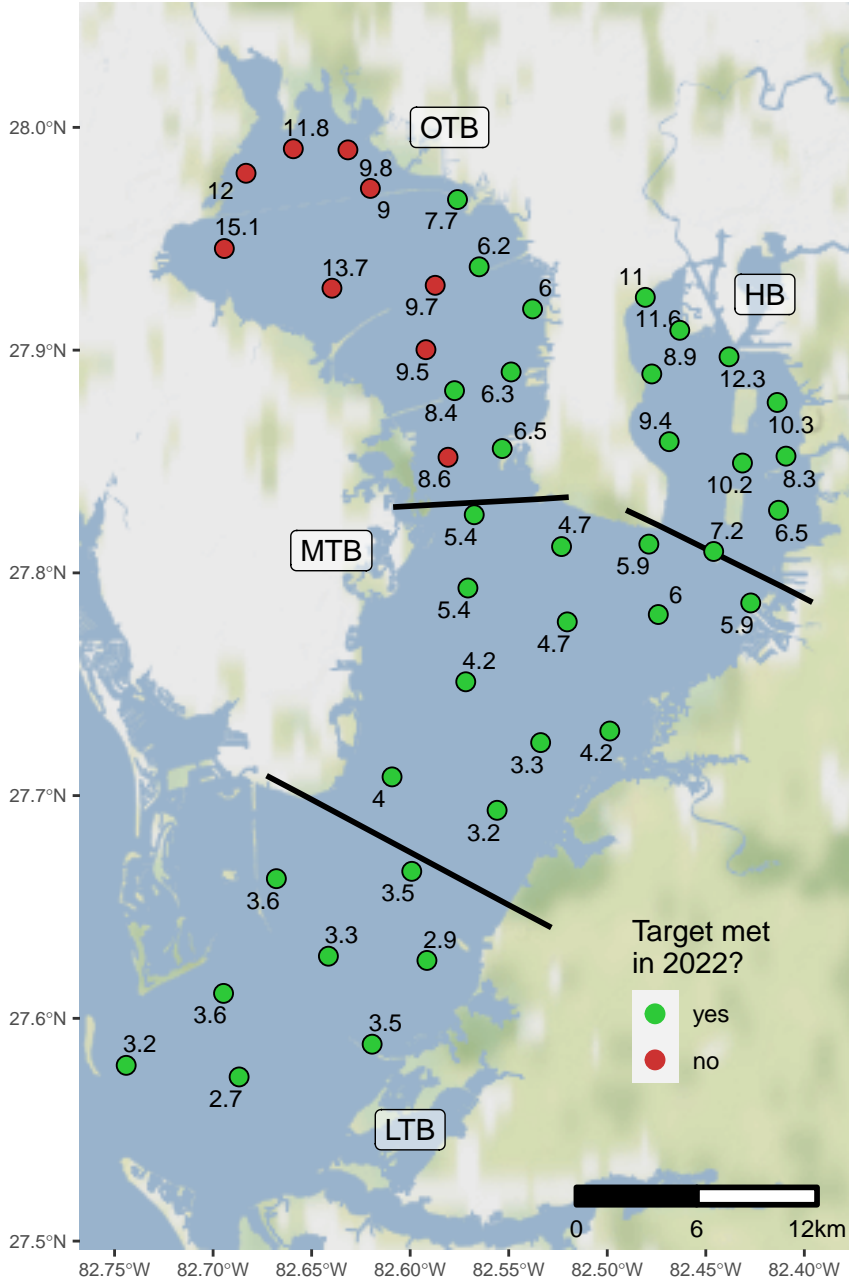 28.0°N
27.9°N
27.8°N
27.7°N
27.6°N
27.5°N
OTB
11.8
9.8
12
9
7.7
15.1
6.2
13.7
9.7
6
HB
11
11.6
8.9
12.3
9.5
6.3
8.4
10.3
9.4
6.5
8.6
10.2
8.3
6.5
7.2
5.4
4.7
MTB
5.9
5.4
6
5.9
4.7
4.2
3.3
4.2
4
3.2
3.6
3.5
3.3
2.9
3.6
3.5
3.2
2.7
LTB
Target met
in 2022?
yes
no
0 6 12km
82.75°W 82.70°W 82.65°W 82.60°W 82.55°W 82.50°W 82.45°W 82.40°W